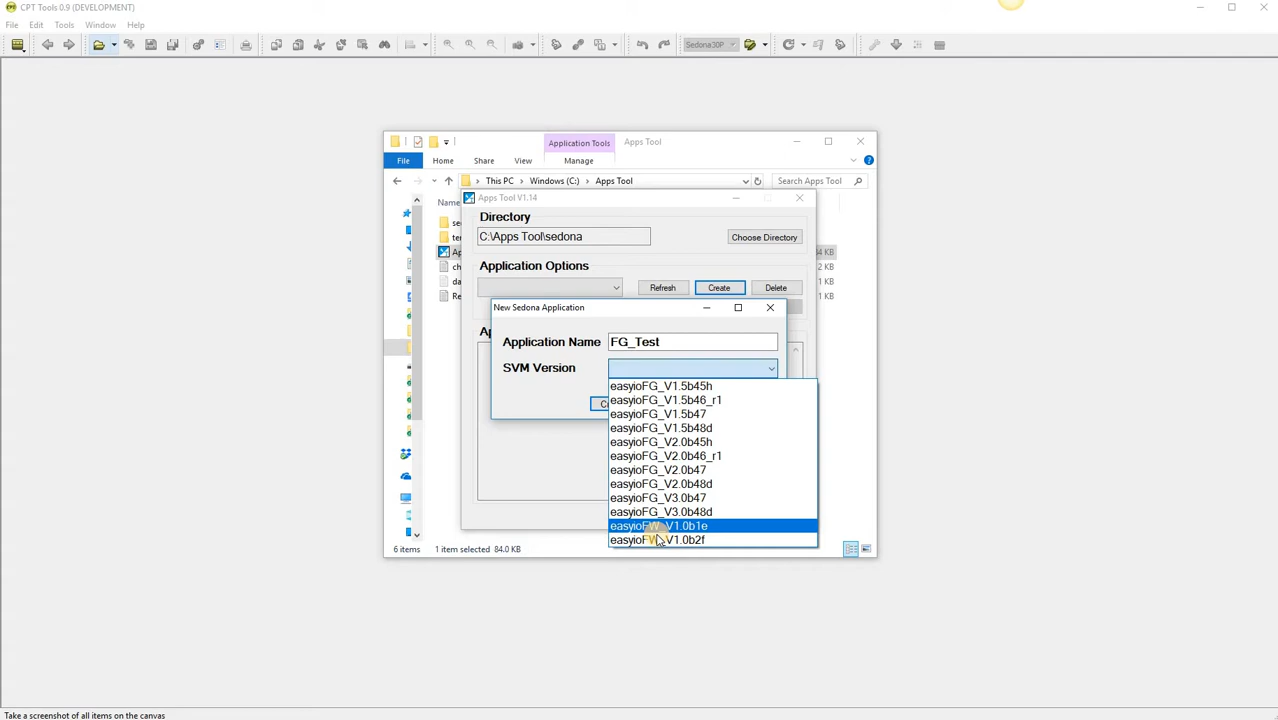 CPT Tools 0.9 (DEVELOPMENT)
File Edit Tools Window Help
Sedona30P
Application Tools Apps Tool
File Home Share View Manage
This PC > Windows (C:) > Apps Tool
Search Apps Tool
Name
Apps Tool V1.14
Directory
C:\Apps Tool\sedona
Choose Directory
Application Options
Refresh Create Delete
New Sedona Application
Application Name FG_Test
SVM Version
easyioFG_V1.5b45h
easyioFG_V1.5b46_r1
easyioFG_V1.5b47
easyioFG_V1.5b48d
easyioFG_V2.0b45h
easyioFG_V2.0b46_r1
easyioFG_V2.0b47
easyioFG_V2.0b48d
easyioFG_V3.0b47
easyioFG_V3.0b48d
easyioFW_V1.0b1e
easyioFW_V1.0b2f
6 items 1 item selected 84.0 KB
Take a screenshot of all items on the canvas